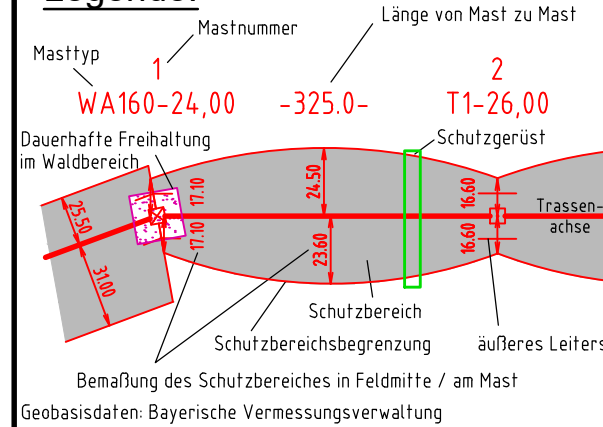 Länge von Mast zu Mast
Mastnummer
Masttyp
1
2
WA160-24,00
-325.0-
T1-26,00
Dauerhafte Freihaltung
im Waldbereich
Schutzgerüst
17.10
24.50
16.60
25.50
Trassen-
achse
17.10
23.60
16.60
31.00
Schutzbereich
Schutzbereichsbegrenzung
äußeres Leiters
Bemaßung des Schutzbereiches in Feldmitte / am Mast
Geobasisdaten: Bayerische Vermessungsverwaltung